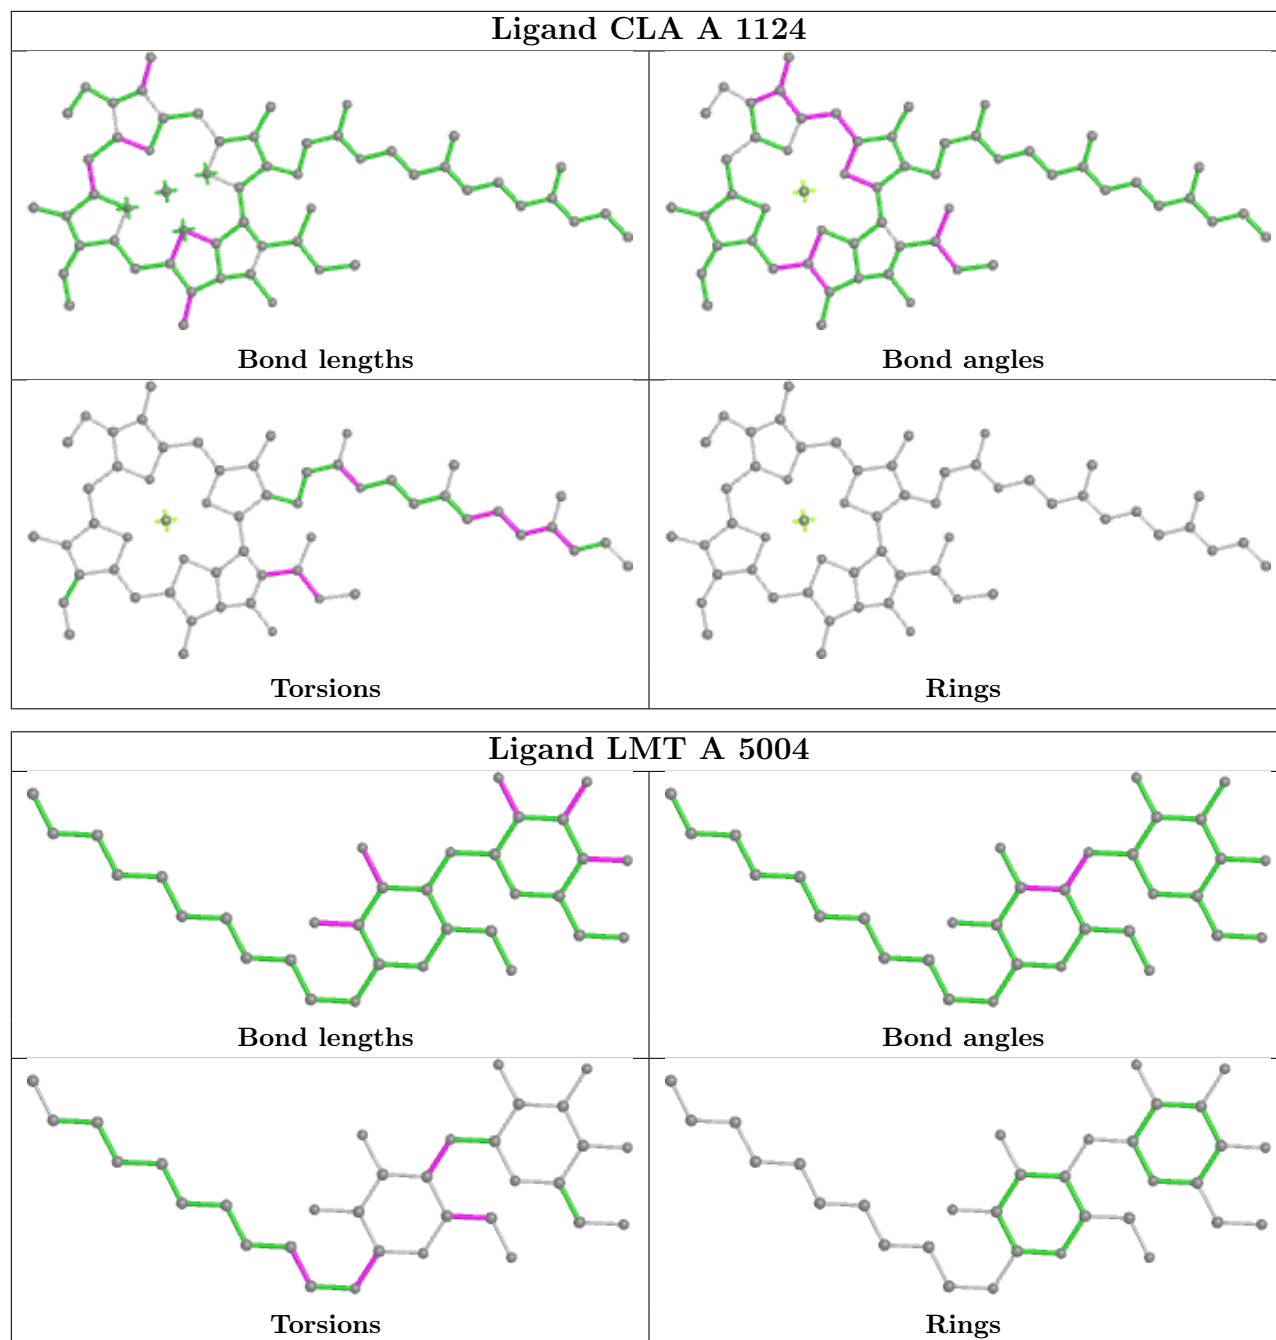 Ligand CLA A 1124
Bond lengths
Bond angles
Torsions
Rings
Ligand LMT A 5004
Bond lengths
Bond angles
Torsions
Rings